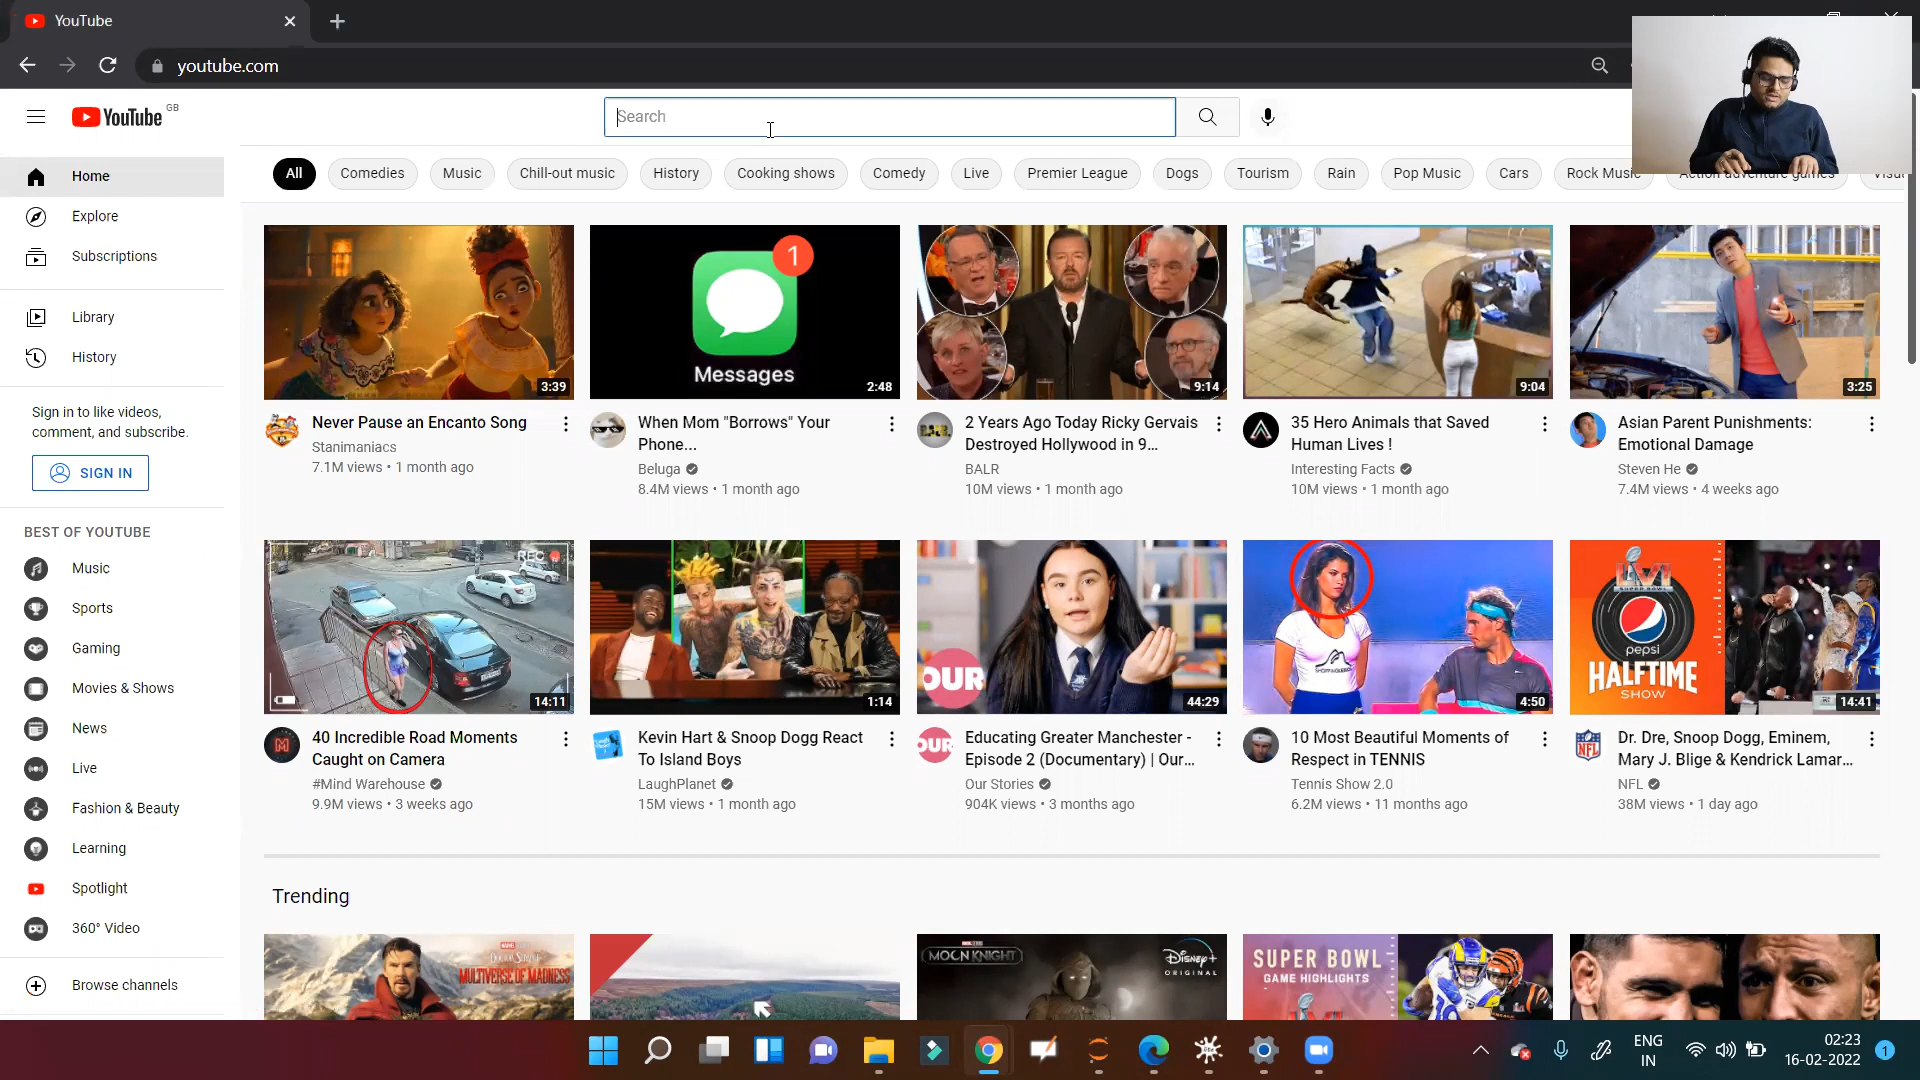 YouTube
youtube.com
YouTube GB
Search
Home
Explore
Subscriptions
Library
History
Sign in to like videos,
comment, and subscribe.
SIGN IN
BEST OF YOUTUBE
Music
Sports
Gaming
Movies & Shows
News
Live
Fashion & Beauty
Learning
Spotlight
360° Video
Browse channels
All
Comedies
Music
Chill-out music
History
Cooking shows
Comedy
Live
Premier League
Dogs
Tourism
Rain
Pop Music
Cars
Rock Music
Action adventure games
3:39
Never Pause an Encanto Song
Stanimaniacs
7.1M views • 1 month ago
1
Messages
2:48
When Mom "Borrows" Your
Phone...
Beluga
8.4M views • 1 month ago
9:14
2 Years Ago Today Ricky Gervais
Destroyed Hollywood in 9...
BALR
10M views • 1 month ago
9:04
35 Hero Animals that Saved
Human Lives !
Interesting Facts
10M views • 1 month ago
3:25
Asian Parent Punishments:
Emotional Damage
Steven He
7.4M views • 4 weeks ago
REC
14:11
40 Incredible Road Moments
Caught on Camera
#Mind Warehouse
9.9M views • 3 weeks ago
1:14
Kevin Hart & Snoop Dogg React
To Island Boys
LaughPlanet
15M views • 1 month ago
OUR
44:29
OUR
Educating Greater Manchester -
Episode 2 (Documentary) | Our...
Our Stories
904K views • 3 months ago
4:50
10 Most Beautiful Moments of
Respect in TENNIS
Tennis Show 2.0
6.2M views • 11 months ago
LVI
SUPER BOWL
pepsi
HALFTIME
SHOW
14:41
NFL
Dr. Dre, Snoop Dogg, Eminem,
Mary J. Blige & Kendrick Lamar...
NFL
38M views • 1 day ago
Trending
DOCTOR STRANGE
MULTIVERSE OF MADNESS
MOON KNIGHT
Disney+
ORIGINAL
SUPER BOWL
GAME HIGHLIGHTS
ENG
IN
02:23
16-02-2022
1